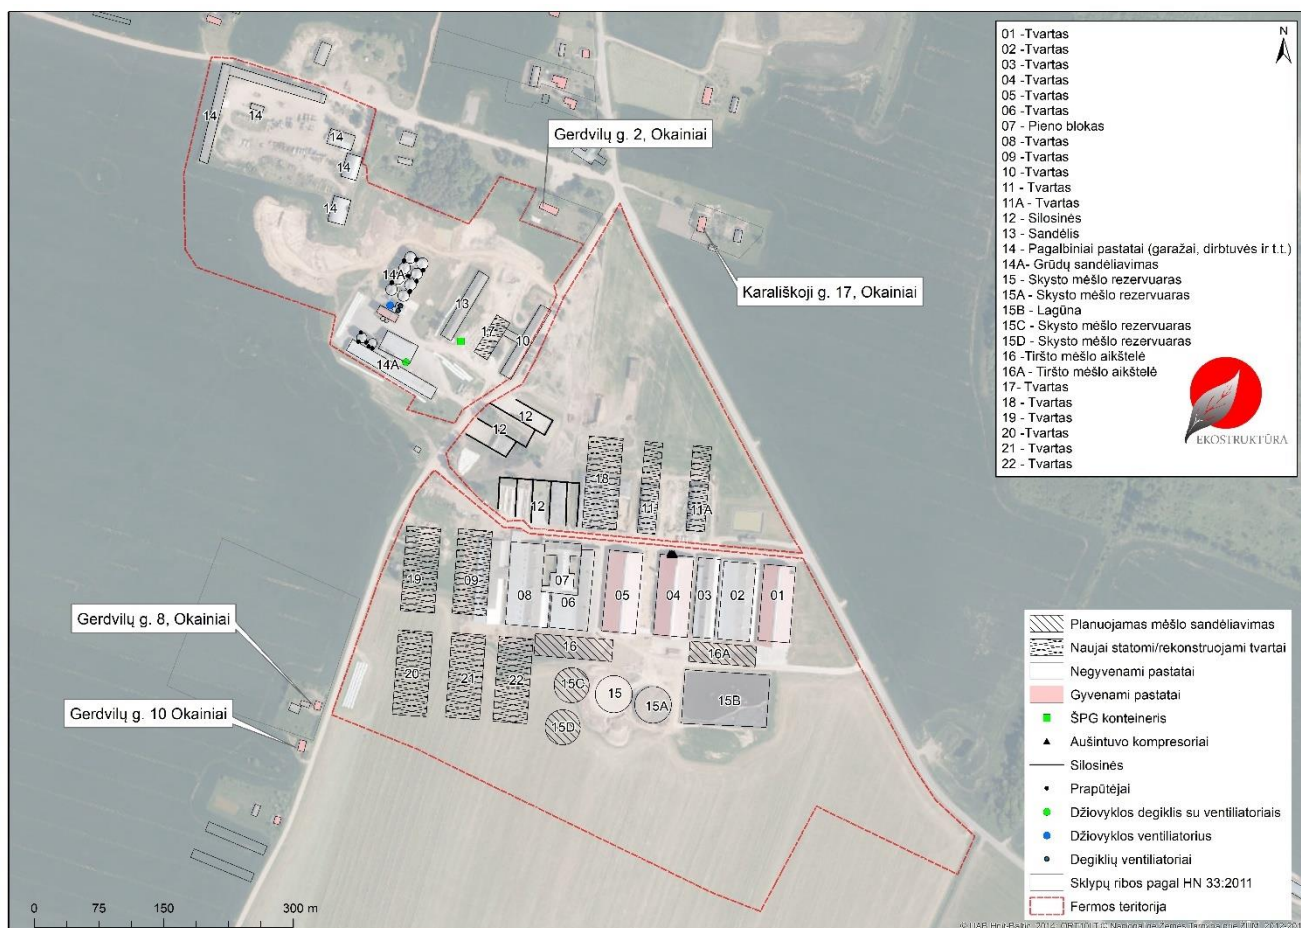 01 -Tvartas
02 -Tvartas
03 -Tvartas
04 -Tvartas
05 -Tvartas
06 -Tvartas
07 - Pieno blokas
08 -Tvartas
09 -Tvartas
10 -Tvartas
11 - Tvartas
11A - Tvartas
12 - Silosinės
13 - Sandėlis
14 - Pagalbiniai pastatai (garažai, dirbtuvės ir t.t.)
14A- Grūdų sandėliavimas
15 - Skysto mėšlo rezervuaras
15A - Skysto mėšlo rezervuaras
15B - Lagūna
15C - Skysto mėšlo rezervuaras
15D - Skysto mėšlo rezervuaras
16 -Tiršto mėšlo aikštelė
16A - Tiršto mėšlo aikštelė
17- Tvartas
18 - Tvartas
19 - Tvartas
20 -Tvartas
21 - Tvartas
22 - Tvartas
N
EKOSTRUKTŪRA
Gerdvilų g. 2, Okainiai
Karališkoji g. 17, Okainiai
Gerdvilų g. 8, Okainiai
Gerdvilų g. 10 Okainiai
14
14
14
14
14
14A
13
17
10
14A
12
12
12
18
11
11A
19
09
08
07
06
05
04
03
02
01
16
16A
20
21
22
15C
15
15A
15B
15D
Planuojamas mėšlo sandėliavimas
Naujai statomi/rekonstruojami tvartai
Negyvenami pastatai
Gyvenami pastatai
ŠPG konteineris
Aušintuvo kompresoriai
Silosinės
Prapūtėjai
Džiovyklos degiklis su ventiliatoriais
Džiovyklos ventiliatorius
Degiklių ventiliatoriai
Sklypų ribos pagal HN 33:2011
Fermos teritorija
0 75 150 300 m